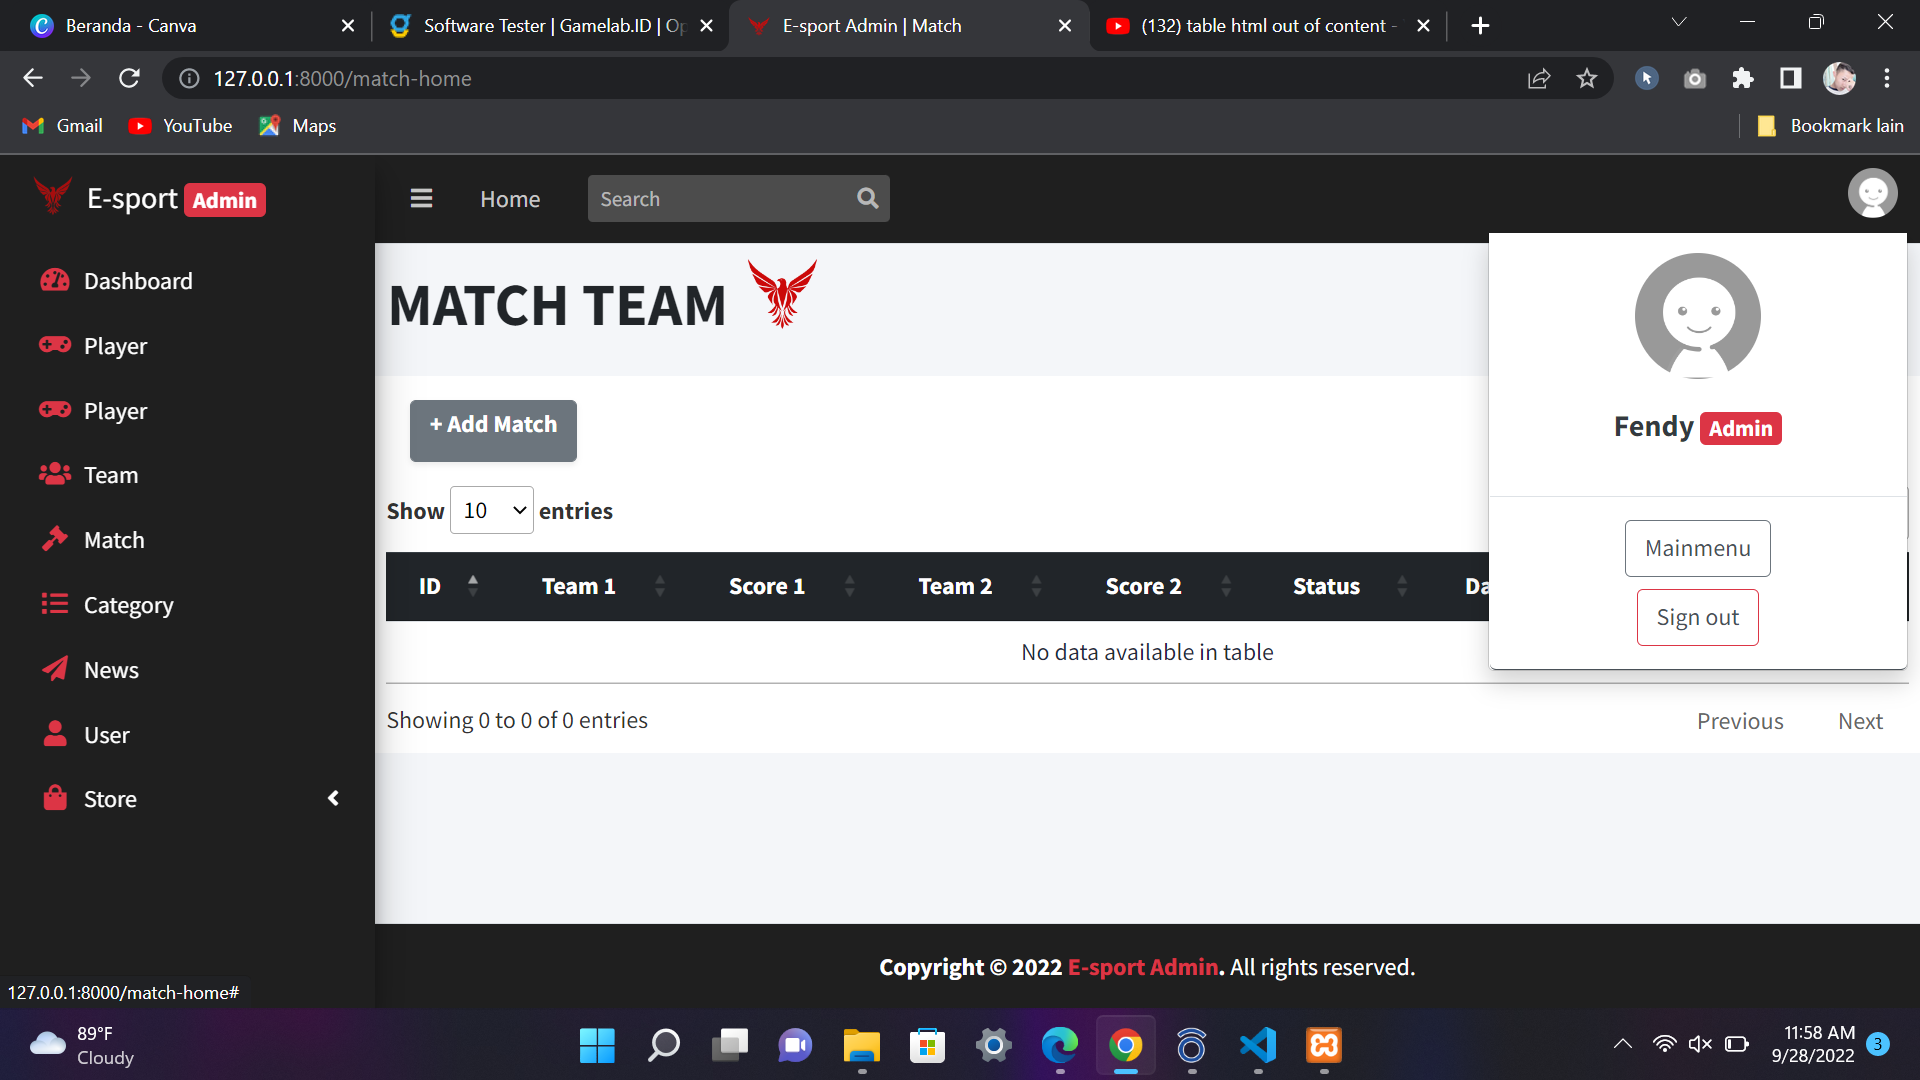 Beranda - Canva
Software Tester | Gamelab.ID | Op
E-sport Admin | Match
(132) table html out of content -
127.0.0.1:8000/match-home
Gmail
YouTube
Maps
Bookmark lain
E-sport Admin
Home
Search
Dashboard
Player
Player
Team
Match
Category
News
User
Store
MATCH TEAM
+ Add Match
Show 10 entries
ID
Team 1
Score 1
Team 2
Score 2
Status
Da
No data available in table
Showing 0 to 0 of 0 entries
Previous
Next
Fendy Admin
Mainmenu
Sign out
Copyright © 2022 E-sport Admin. All rights reserved.
127.0.0.1:8000/match-home#
89°F
Cloudy
11:58 AM
9/28/2022
3